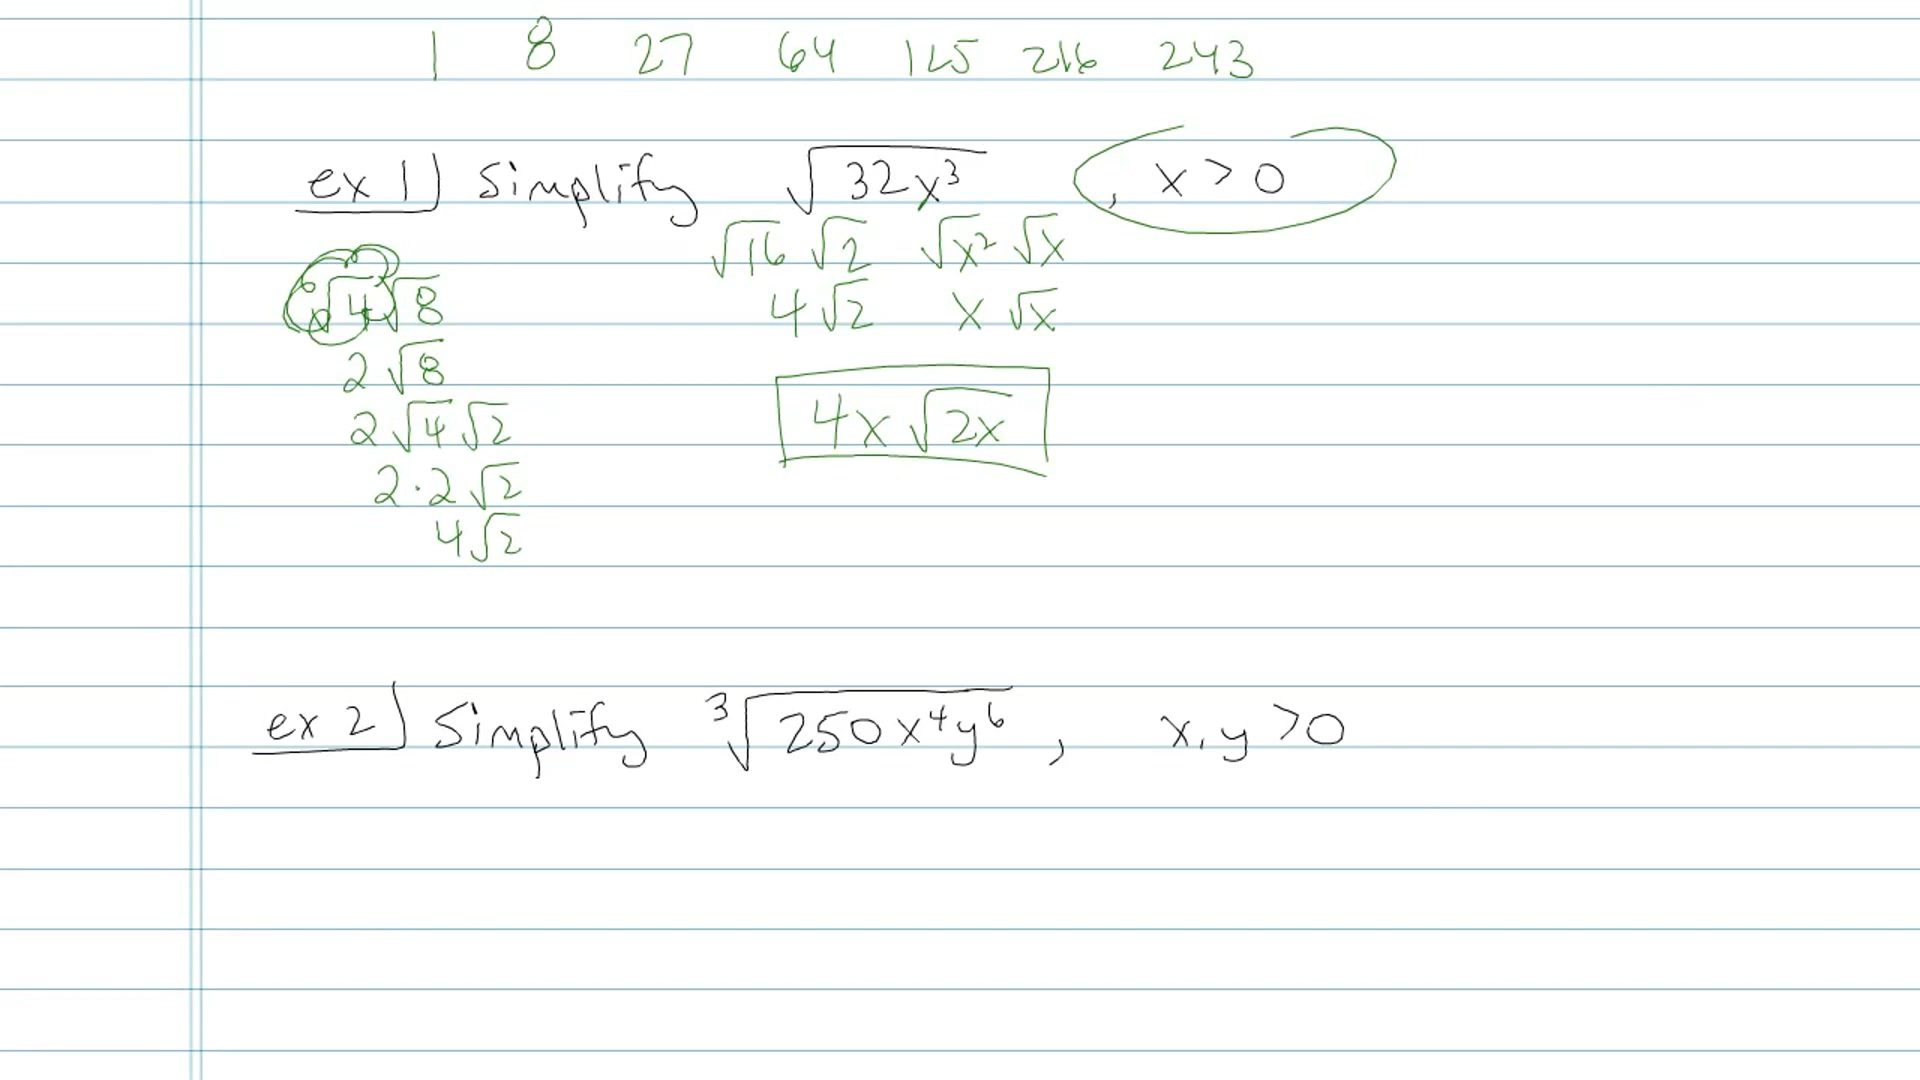 1 8 27 64 125 216 243
ex 1) Simplify √32x³ , x > 0
√16 √2 √x² √x
√4 √8
4√2 x√x
2√8
4x√2x
2√4√2
2·2√2
4√2
ex 2) Simplify ³√250x⁴y⁶ , x, y > 0